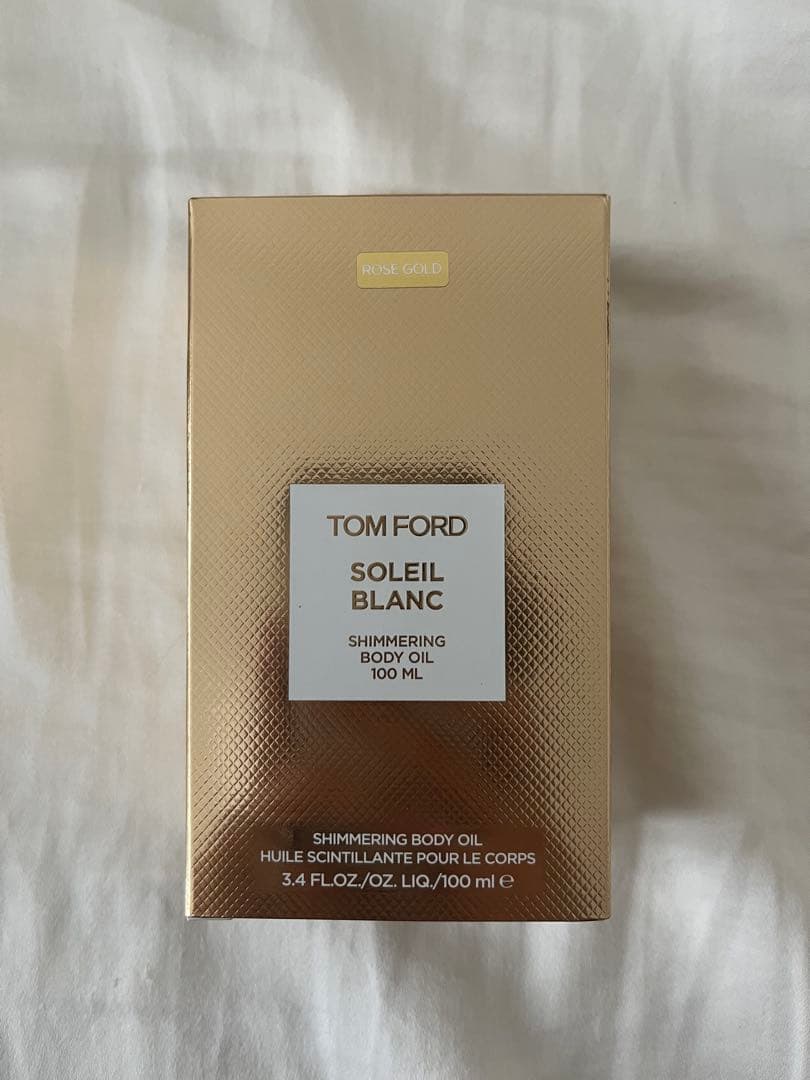 ROSE GOLD
TOM FORD
SOLEIL
BLANC
SHIMMERING
BODY OIL
100 ML
SHIMMERING BODY OIL
HUILE SCINTILLANTE POUR LE CORPS
3.4 FL.OZ./OZ. LIQ./100 ml ℮